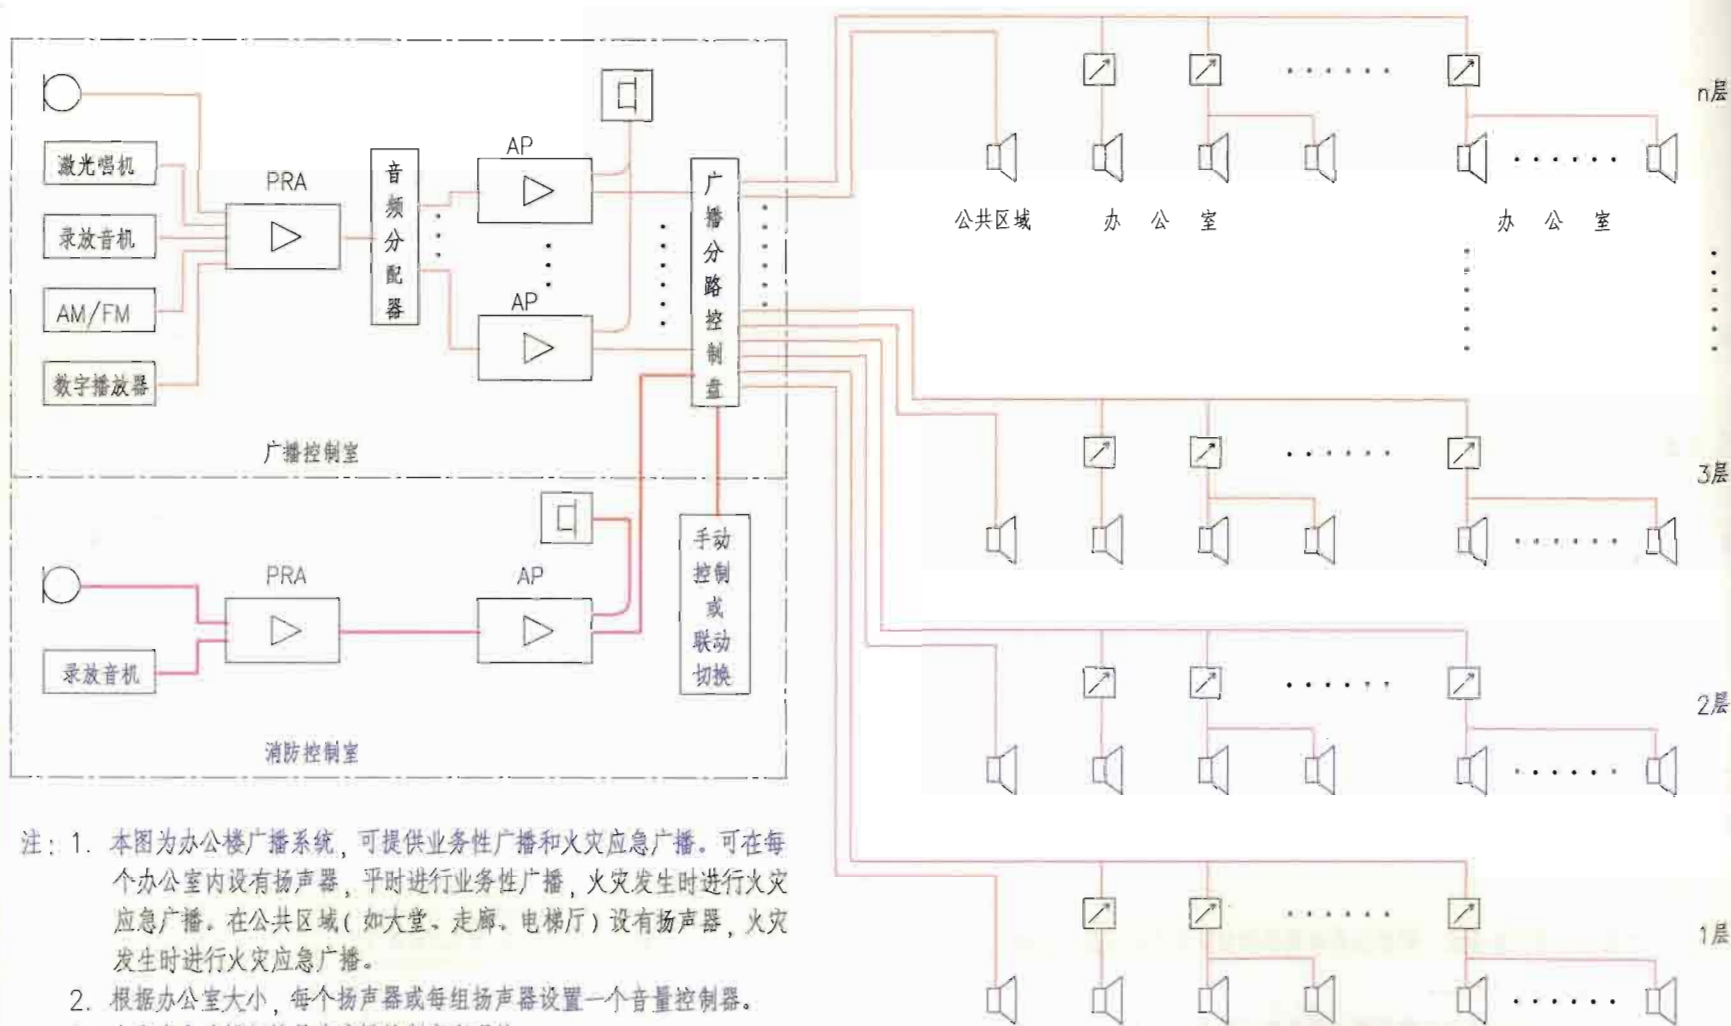 激光唱机
录放音机
AM/FM
数字播放器
PRA
音频分配器
AP
AP
广播分路控制盘
广播控制室
录放音机
PRA
AP
手动
控制
或
联动
切换
消防控制室
公共区域 办 公 室 办 公 室
n层
3层
2层
1层
注: 1. 本图为办公楼广播系统, 可提供业务性广播和火灾应急广播。可在每
个办公室内设有扬声器, 平时进行业务性广播, 火灾发生时进行火灾
应急广播。在公共区域(如大堂、走廊、电梯厅)设有扬声器, 火灾
发生时进行火灾应急广播。
2. 根据办公室大小, 每个扬声器或每组扬声器设置一个音量控制器。